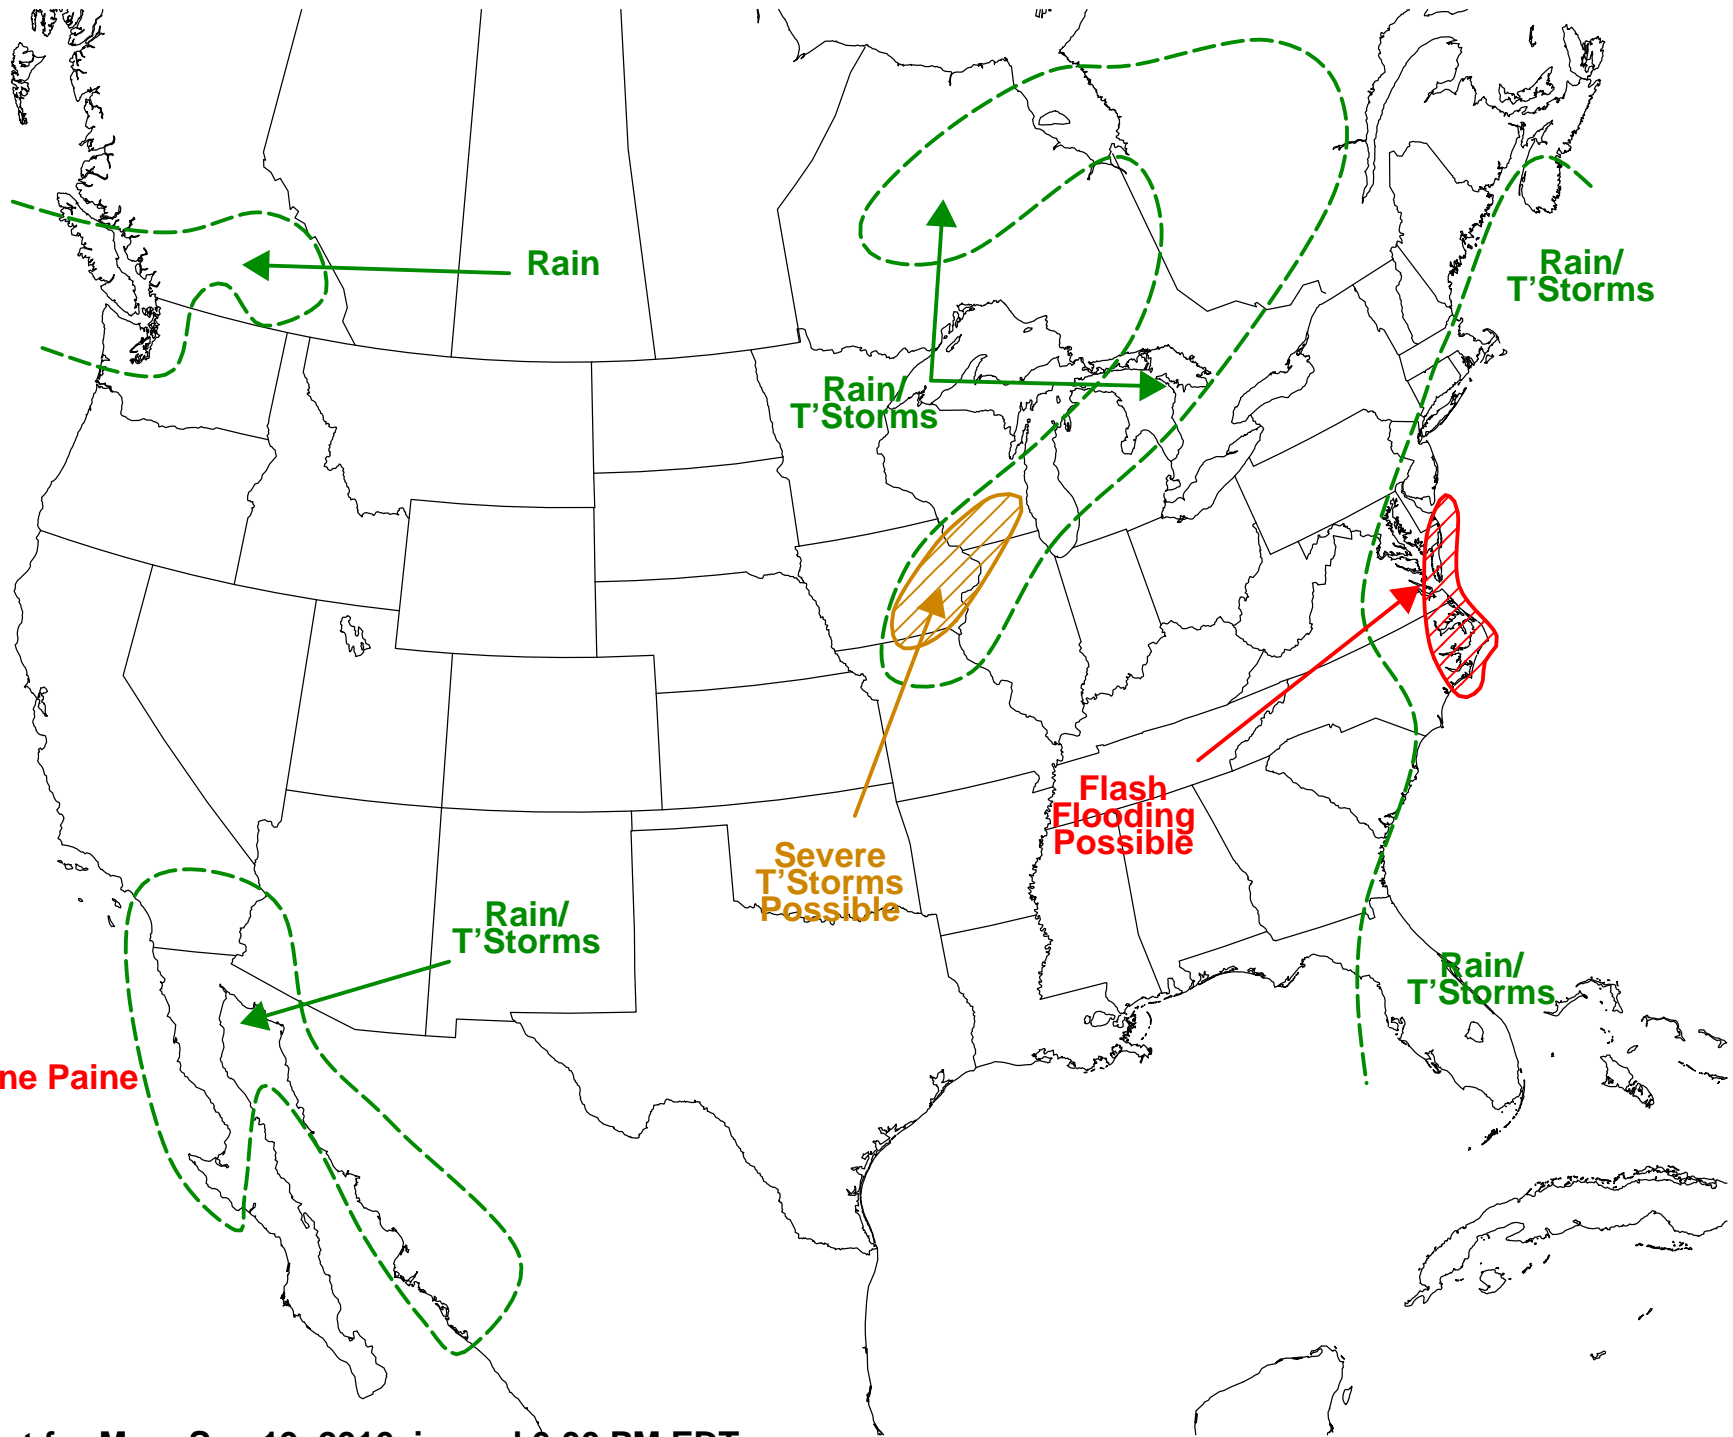 Rain
Rain/
T’Storms
Rain/
T’Storms
Flash
Flooding
Possible
Severe
T’Storms
Possible
Rain/
T’Storms
Rain/
T’Storms
ne Paine